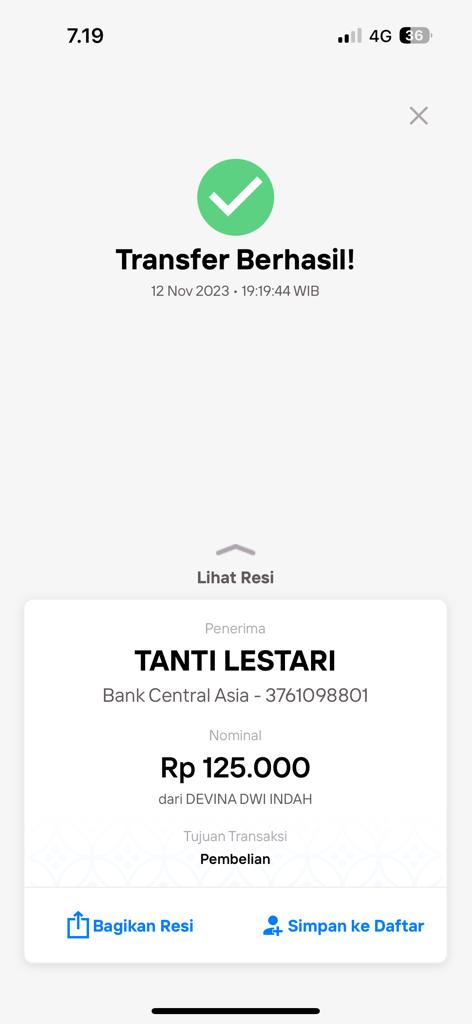 7.19
4G
36
Transfer Berhasil!
12 Nov 2023 • 19:19:44 WIB
Lihat Resi
Penerima
TANTI LESTARI
Bank Central Asia - 3761098801
Nominal
Rp 125.000
dari DEVINA DWI INDAH
Tujuan Transaksi
Pembelian
Bagikan Resi
Simpan ke Daftar